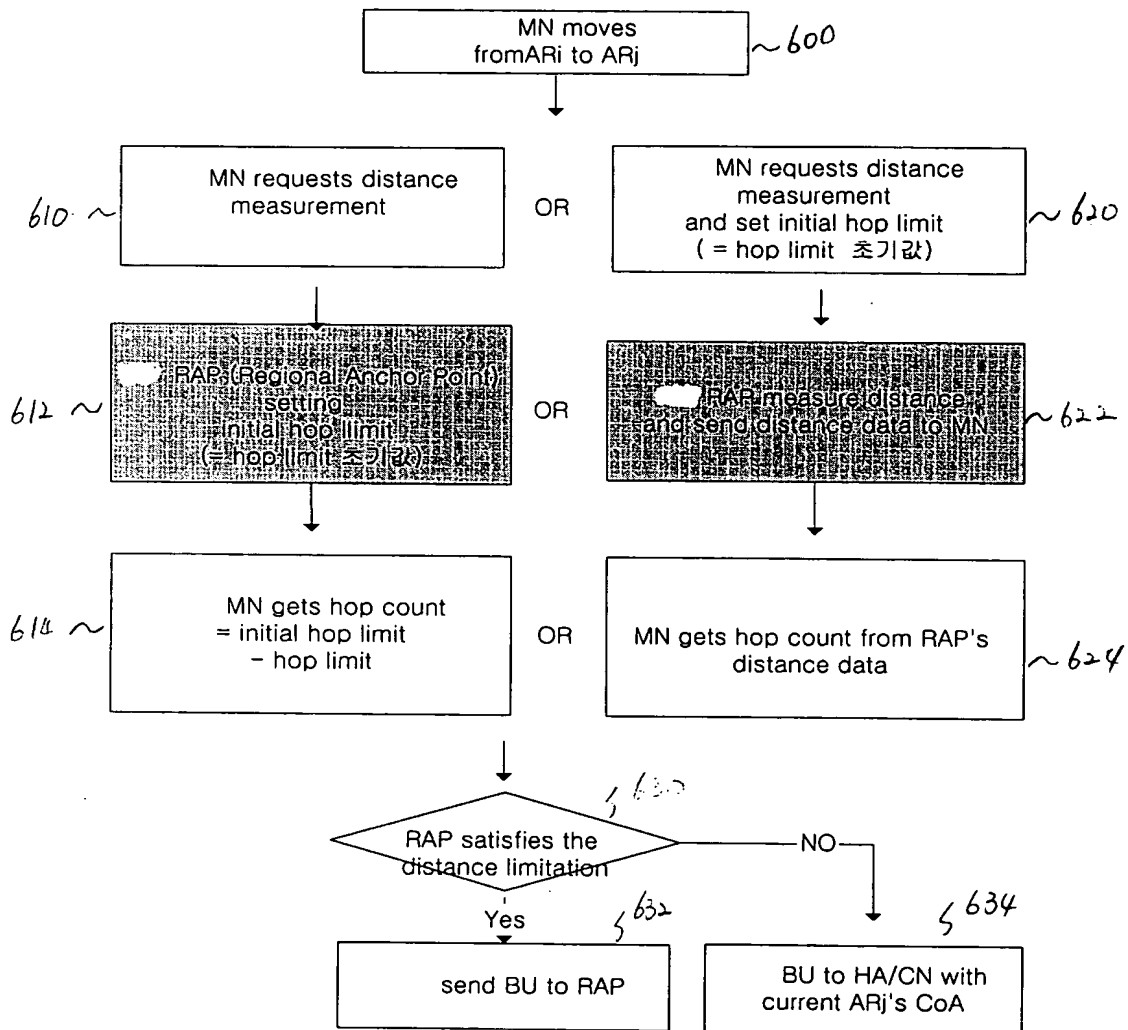 MN moves
fromARi to ARj
~ 600
MN requests distance
measurement
610 ~
OR
MN requests distance
measurement
and set initial hop limit
( = hop limit 초기값)
~ 620
RAP (Regional Anchor Point)
setting
initial hop limit
(= hop limit 초기값)
612 ~
OR
RAP measure distance
and send distance data to MN
~ 622
MN gets hop count
= initial hop limit
- hop limit
614 ~
OR
MN gets hop count from RAP's
distance data
~ 624
630
RAP satisfies the
distance limitation
NO
Yes
632
634
send BU to RAP
BU to HA/CN with
current ARj's CoA